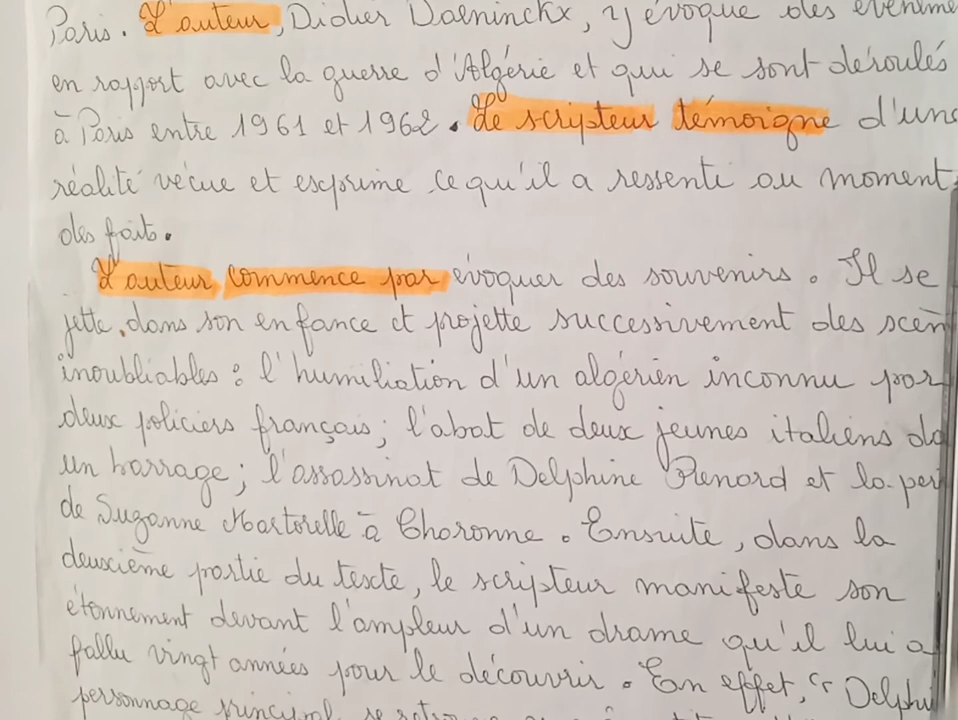 Paris. L'auteur, Didier Daeninckx, y évoque des évènime
en rapport avec la guerre d'Algérie et qui se sont déroulés
à Paris entre 1961 et 1962. Le scripteur témoigne d'une
réalité vécue et exprime ce qu'il a ressenti au moment
des faits.
L'auteur commence par évoquer des souvenirs. Il se
jette dans son enfance et projette successivement des scèn
inoubliables : l'humiliation d'un algérien inconnu par
deux policiers français; l'abat de deux jeunes italiens da
un barrage; l'assassinat de Delphine Renard et la per
de Suzanne Martorelle à Charonne. Ensuite, dans la
deuxième partie du texte, le scripteur manifeste son
étonnement devant l'ampleur d'un drame qu'il lui a
fallu vingt années pour le découvrir. En effet, " Delphi
personnage principal